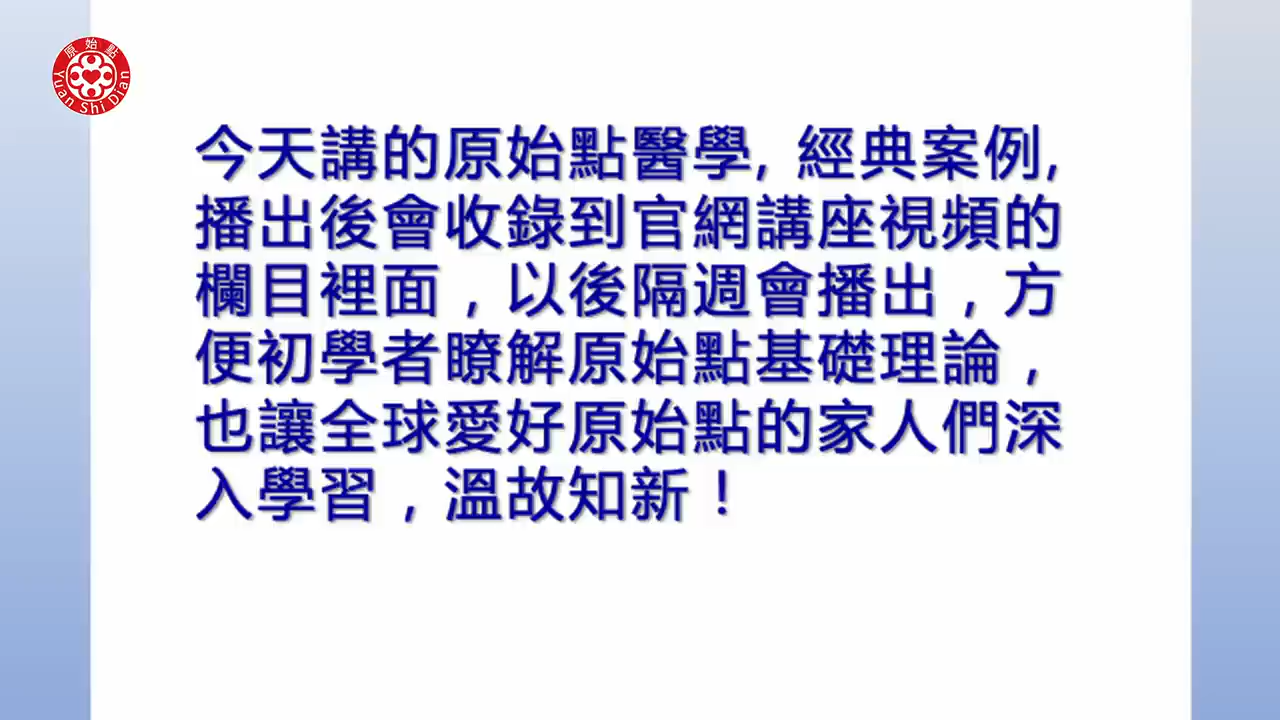 原始點
Yuan Shi Dian
今天講的原始點醫學, 經典案例,
播出後會收錄到官網講座視頻的
欄目裡面，以後隔週會播出，方
便初學者瞭解原始點基礎理論，
也讓全球愛好原始點的家人們深
入學習，溫故知新！